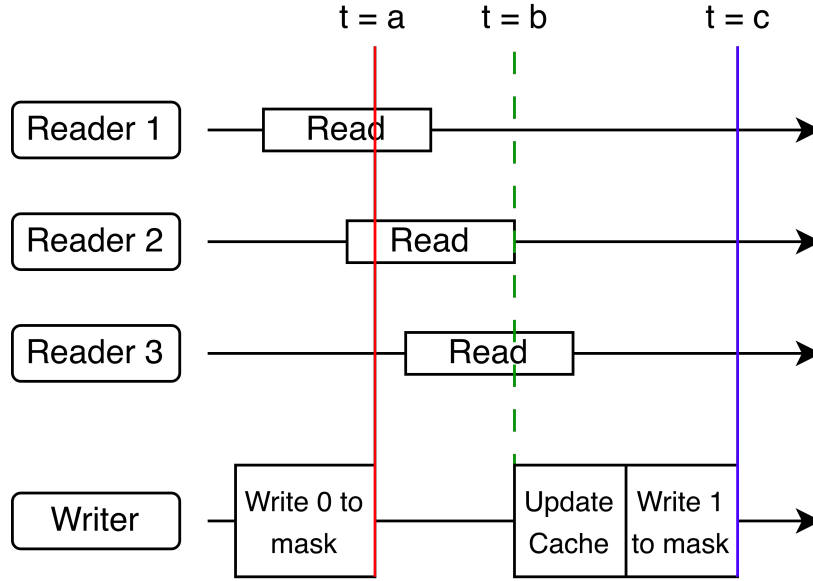 t = a
t = b
t = c
Reader 1
Read
Reader 2
Read
Reader 3
Read
Writer
Write 0 to
mask
Update
Cache
Write 1
to mask